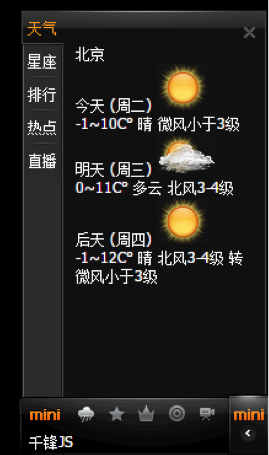 天气
星座
排行
热点
直播
北京
今天 (周二)
-1~10C° 晴 微风小于3级
明天 (周三)
0~11C° 多云 北风3-4级
后天 (周四)
-1~12C° 晴 北风3-4级 转
微风小于3级
mini
mini
千锋JS